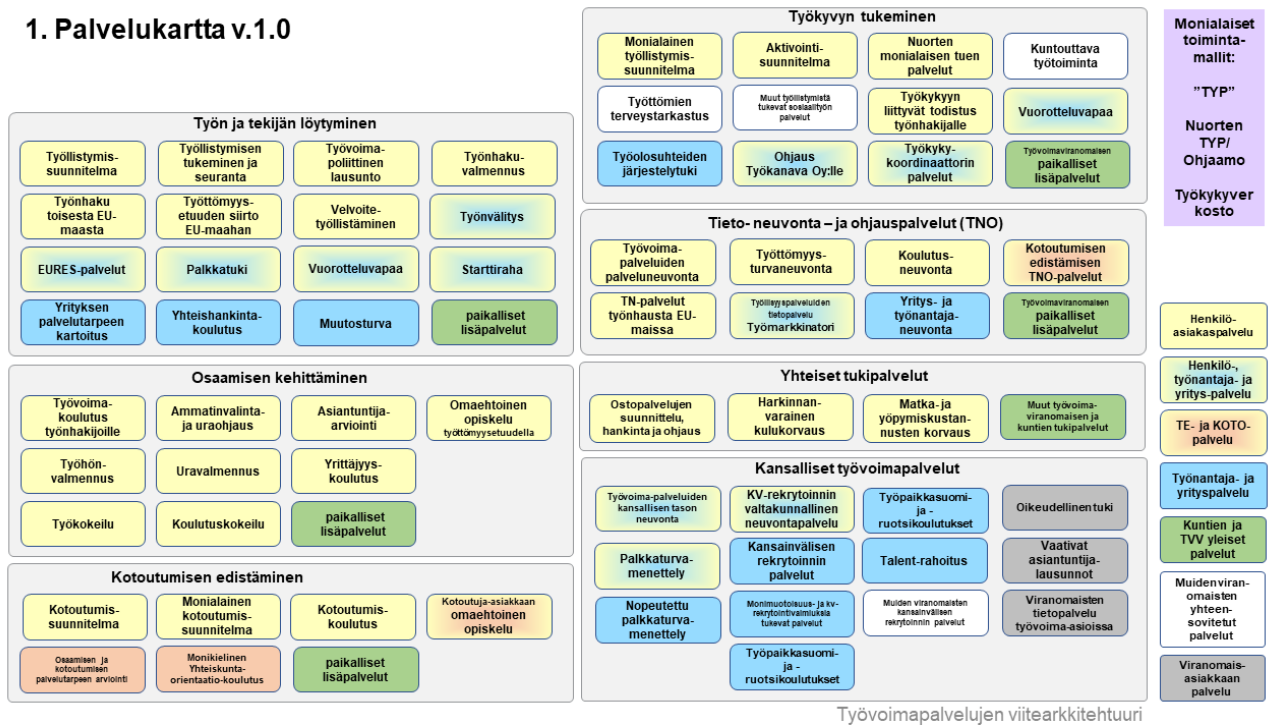 1. Palvelukartta v.1.0
Työn ja tekijän löytyminen
Työllistymis-
suunnitelma
Työllistymisen
tukeminen ja
seuranta
Työvoima-
poliittinen
lausunto
Työnhaku-
valmennus
Työnhaku
toisesta EU-
maasta
Työttömyys-
etuuden siirto
EU-maahan
Velvoite-
työllistäminen
Työnvälitys
EURES-palvelut
Palkkatuki
Vuorotteluvapaa
Starttiraha
Yrityksen
palvelutarpeen
kartoitus
Yhteishankinta-
koulutus
Muutosturva
paikalliset
lisäpalvelut
Osaamisen kehittäminen
Työvoima-
koulutus
työnhakijoille
Ammatinvalinta-
ja uraohjaus
Asiantuntija-
arviointi
Omaehtoinen
opiskelu
työttömyysetuudella
Työhön-
valmennus
Uravalmennus
Yrittäjyys-
koulutus
Työkokeilu
Koulutuskokeilu
paikalliset
lisäpalvelut
Kotoutumisen edistäminen
Kotoutumis-
suunnitelma
Monialainen
kotoutumis-
suunnitelma
Kotoutumis-
koulutus
Kotoutuja-asiakkaan
omaehtoinen
opiskelu
Osaamisen ja
kotoutumisen
palvelutarpeen arviointi
Monikielinen
Yhteiskunta-
orientaatio-koulutus
paikalliset
lisäpalvelut
Työkyvyn tukeminen
Monialainen
työllistymis-
suunnitelma
Aktivointi-
suunnitelma
Nuorten
monialaisen tuen
palvelut
Kuntouttava
työtoiminta
Työttömien
terveystarkastus
Muut työllistymistä
tukevat sosiaalityön
palvelut
Työkykyyn
liittyvät todistus
työnhakijalle
Vuorotteluvapaa
Työolosuhteiden
järjestelytuki
Ohjaus
Työkanava Oy:lle
Työkyky-
koordinaattorin
palvelut
Työvoimaviranomaisen
paikalliset
lisäpalvelut
Tieto- neuvonta – ja ohjauspalvelut (TNO)
Työvoima-
palveluiden
palveluneuvonta
Työttömyys-
turvaneuvonta
Koulutus-
neuvonta
Kotoutumisen
edistämisen
TNO-palvelut
TN-palvelut
työnhausta EU-
maissa
Työllisyyspalveluiden
tietopalvelu
Työmarkkinatori
Yritys- ja
työnantaja-
neuvonta
Työvoimaviranomaisen
paikalliset
lisäpalvelut
Yhteiset tukipalvelut
Ostopalvelujen
suunnittelu,
hankinta ja ohjaus
Harkinnan-
varainen
kulukorvaus
Matka- ja
yöpymiskustan-
nusten korvaus
Muut työvoima-
viranomaisen ja
kuntien tukipalvelut
Kansalliset työvoimapalvelut
Työvoima-palveluiden
kansallisen tason
neuvonta
KV-rekrytoinnin
valtakunnallinen
neuvontapalvelu
Työpaikkasuomi-
ja -
ruotsikoulutukset
Oikeudellinen tuki
Palkkaturva-
menettely
Kansainvälisen
rekrytoinnin
palvelut
Talent-rahoitus
Vaativat
asiantuntija-
lausunnot
Nopeutettu
palkkaturva-
menettely
Monimuotoisuus- ja kv-
rekrytointivalmiuksia
tukevat palvelut
Muiden viranomaisten
kansainvälisen
rekrytoinnin palvelut
Viranomaisten
tietopalvelu
työvoima-asioissa
Työpaikkasuomi-
ja -
ruotsikoulutukset
Monialaiset
toiminta-
mallit:
”TYP”
Nuorten
TYP/
Ohjaamo
Työkykyver
kosto
Henkilö-
asiakaspalvelu
Henkilö-,
työnantaja- ja
yritys-palvelu
TE- ja KOTO-
palvelu
Työnantaja- ja
yrityspalvelu
Kuntien ja
TVV yleiset
palvelut
Muiden viran-
omaisten
yhteen-
sovitetut
palvelut
Viranomais-
asiakkaan
palvelu
Työvoimapalvelujen viitearkkitehtuuri